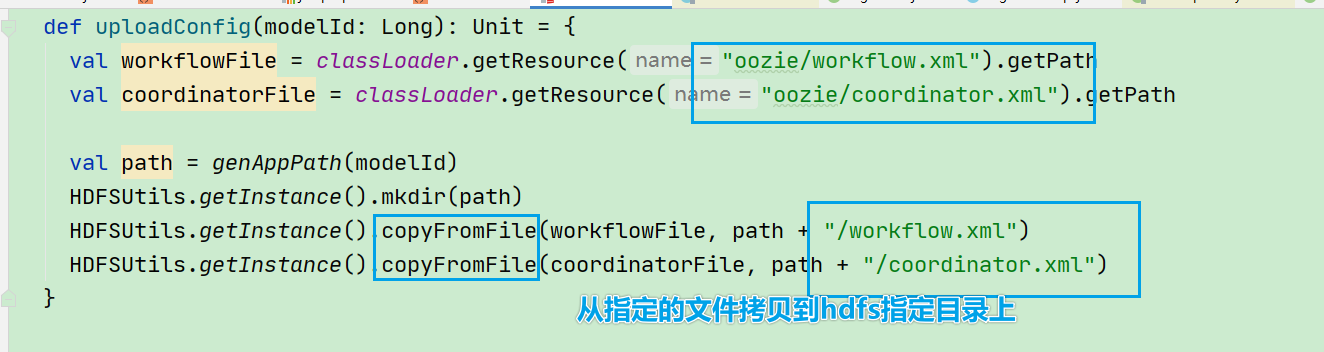 def uploadConfig(modelId: Long): Unit = {
val workflowFile = classLoader.getResource( name = "oozie/workflow.xml").getPath
val coordinatorFile = classLoader.getResource( name = "oozie/coordinator.xml").getPath
val path = genAppPath(modelId)
HDFSUtils.getInstance().mkdir(path)
HDFSUtils.getInstance().copyFromFile(workflowFile, path + "/workflow.xml")
HDFSUtils.getInstance().copyFromFile(coordinatorFile, path + "/coordinator.xml")
}
从指定的文件拷贝到hdfs指定目录上